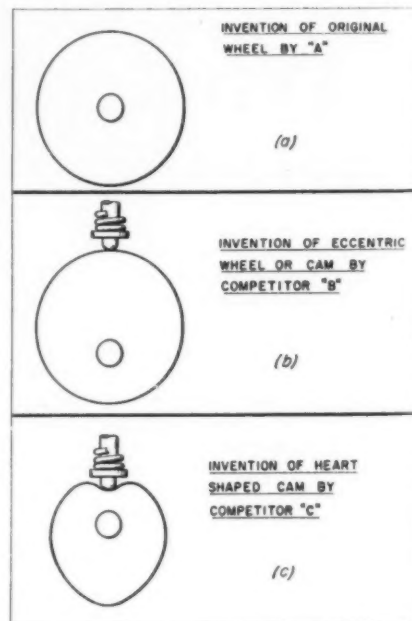 INVENTION OF ORIGINAL
WHEEL BY "A"
(a)
INVENTION OF ECCENTRIC
WHEEL OR CAM BY
COMPETITOR "B"
(b)
INVENTION OF HEART
SHAPED CAM BY
COMPETITOR "C"
(c)